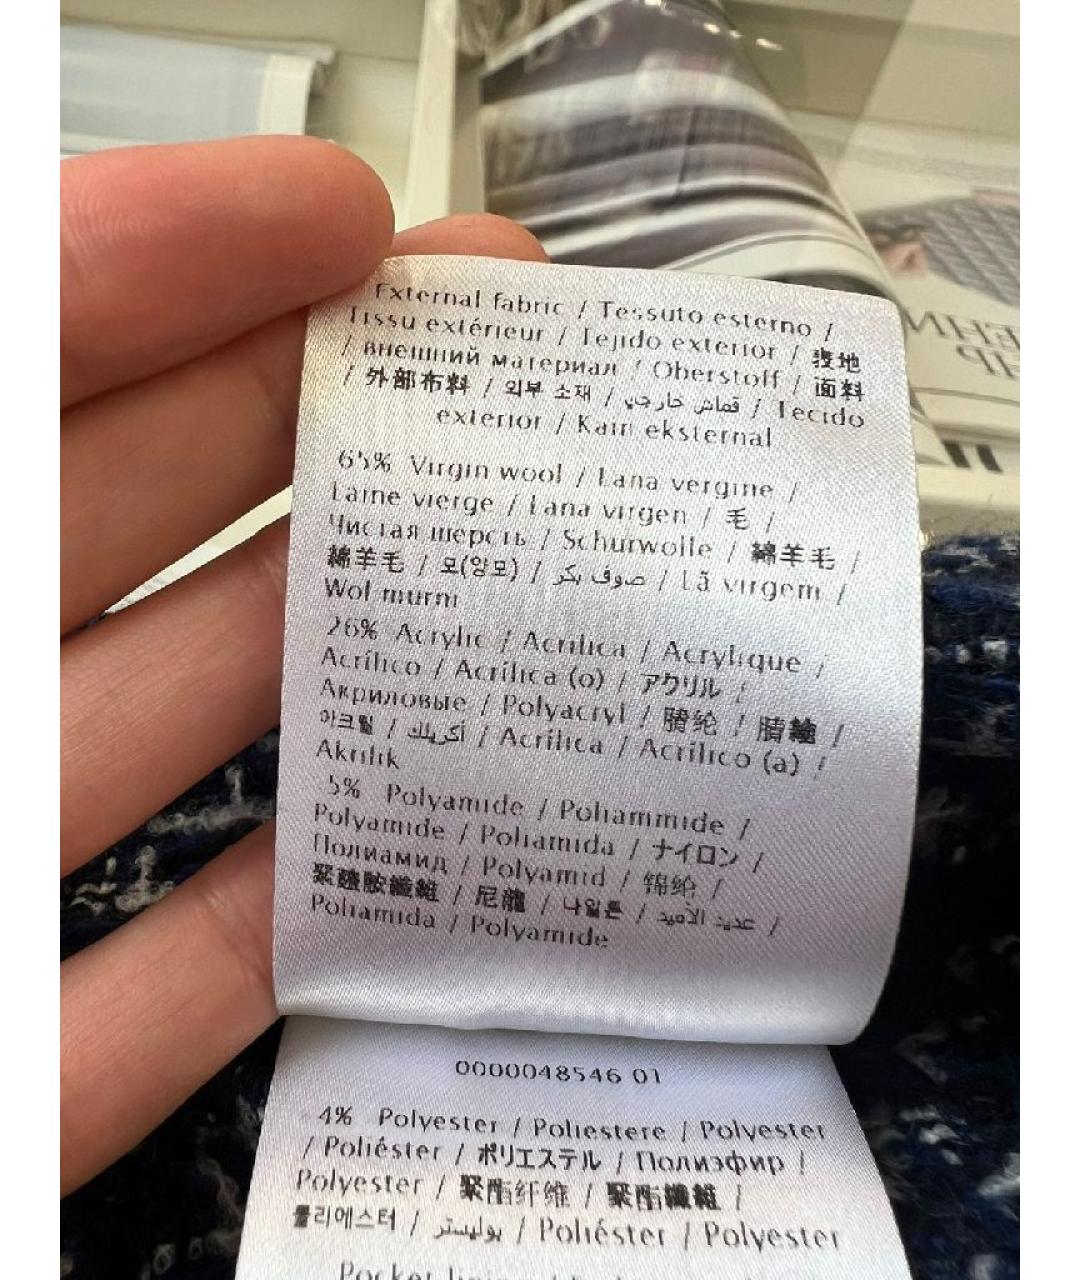 External fabric / Tessuto esterno /
Tissu extérieur / Tejido exterior / 表地
/ внешний материал / Oberstoff / 面料
/ 外部布料 / 외부 소재 / قماش خارجي / Tecido
exterior / Kain eksternal
65% Virgin wool / Lana vergine /
Laine vierge / Lana virgen / 毛 /
Чистая шерсть / Schurwolle / 綿羊毛 /
綿羊毛 / 모(양모) / صوف بكر / Lã virgem /
Wol murni
26% Acrylic / Acrilica / Acrylique /
Acrílico / Acrílica (o) / アクリル /
Акриловые / Polyacryl / 腈纶 / 腈綸 /
아크릴 / أكريلك / Acrílica / Acrílico (a) /
Akrilik
5% Polyamide / Poliammide /
Polyamide / Poliamida / ナイロン /
Полиамид / Polyamid / 锦纶 /
聚醯胺纖維 / 尼龍 / 나일론 / عديد الأميد /
Poliamida / Polyamide
0000048546 01
4% Polyester / Poliestere / Polyester
/ Poliéster / ポリエステル / Полиэфир /
Polyester / 聚酯纤维 / 聚酯纖維 /
폴리에스터 / بوليستر / Poliéster / Polyester
Pocket